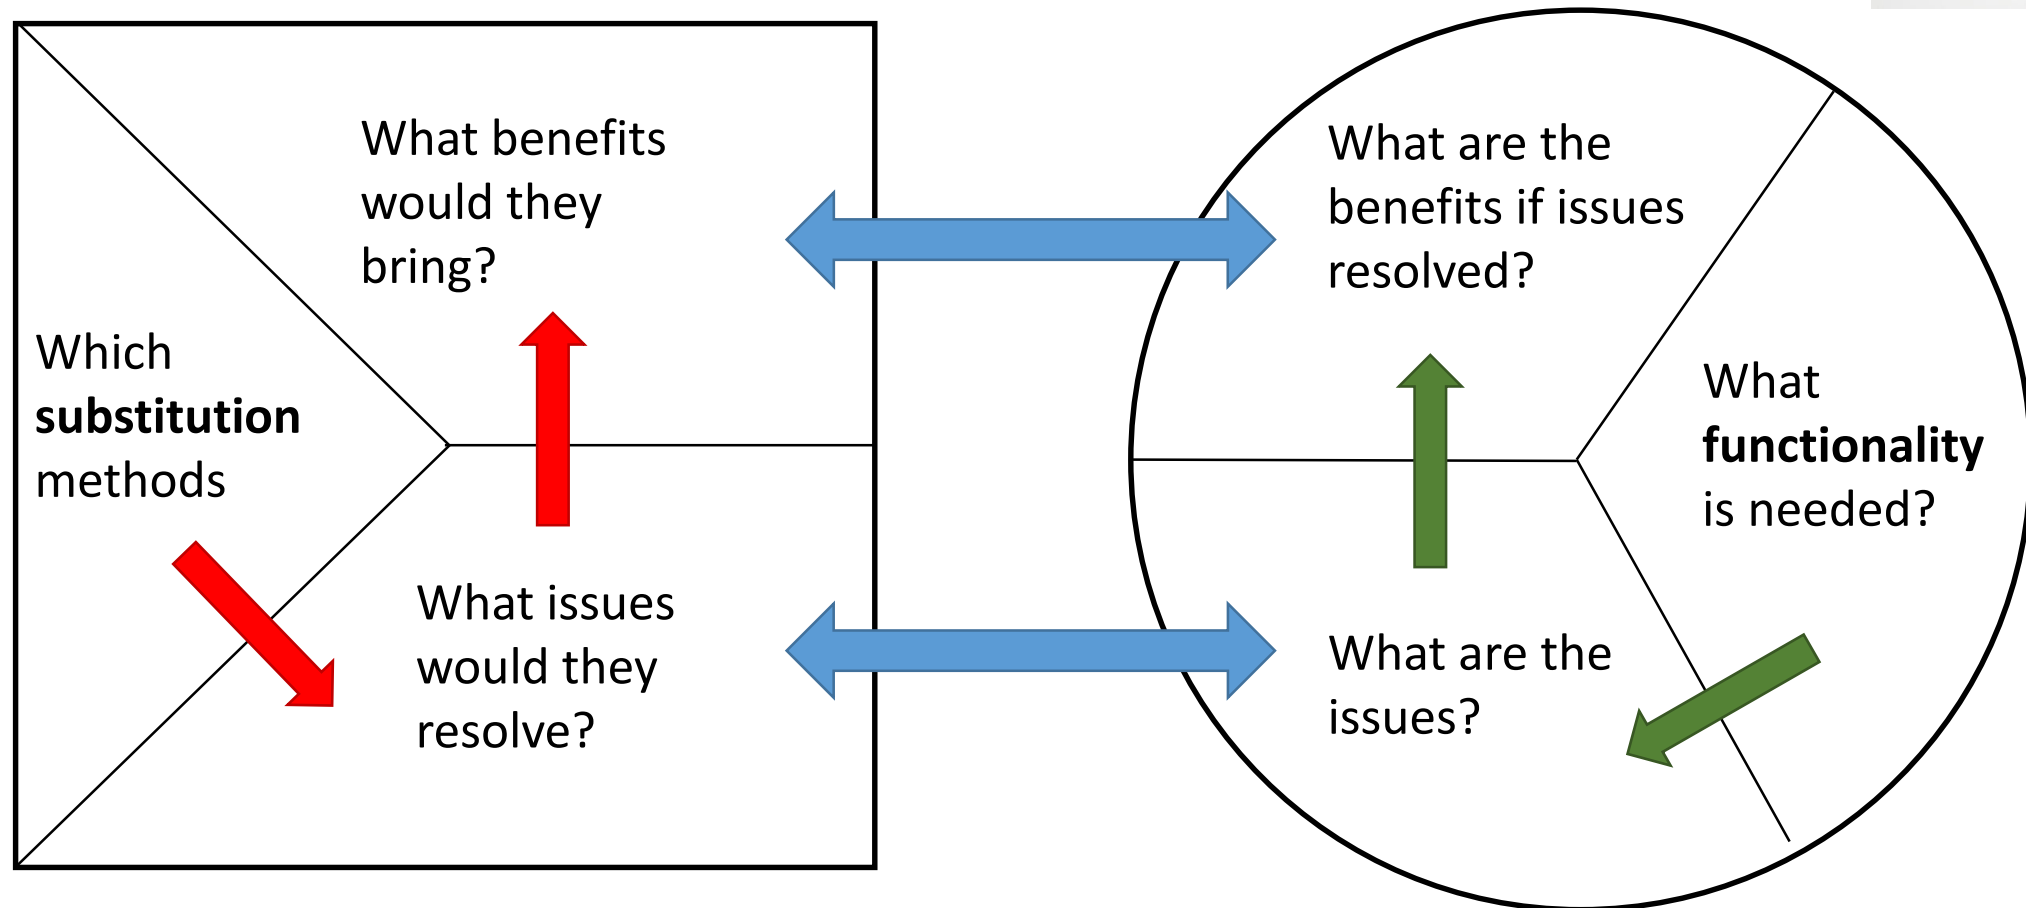 What benefits
would they
bring?
Which
substitution
methods
What issues
would they
resolve?
What are the
benefits if issues
resolved?
What
functionality
is needed?
What are the
issues?